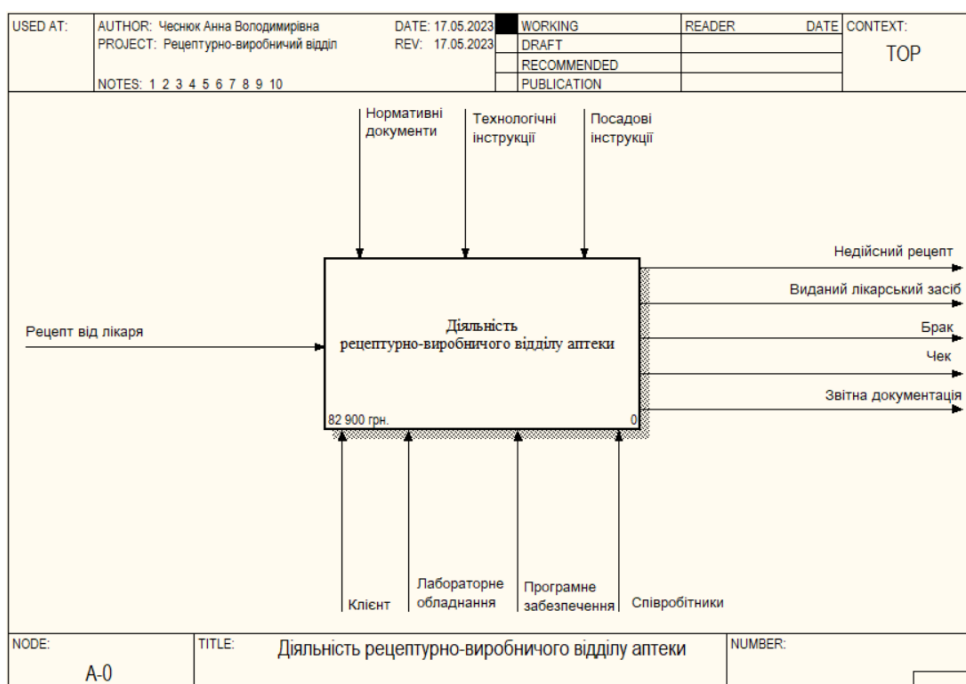 USED AT:
AUTHOR: Чеснюк Анна Володимирівна
DATE: 17.05.2023
WORKING
READER
DATE
CONTEXT:
PROJECT: Рецептурно-виробничий відділ
REV: 17.05.2023
DRAFT
TOP
RECOMMENDED
NOTES: 1 2 3 4 5 6 7 8 9 10
PUBLICATION
Нормативні
документи
Технологічні
інструкції
Посадові
інструкції
Рецепт від лікаря
Діяльність
рецептурно-виробничого відділу аптеки
82 900 грн.
0
Недійсний рецепт
Виданий лікарський засіб
Брак
Чек
Звітна документація
Клієнт
Лабораторне
обладнання
Програмне
забезпечення
Співробітники
NODE:
A-0
TITLE:
Діяльність рецептурно-виробничого відділу аптеки
NUMBER: